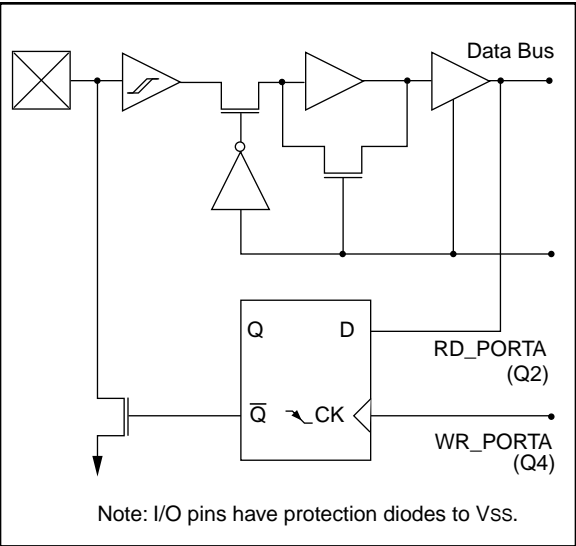 Data Bus
Q D
RD_PORTA
(Q2)
Q̅ CK
WR_PORTA
(Q4)
Note: I/O pins have protection diodes to VSS.